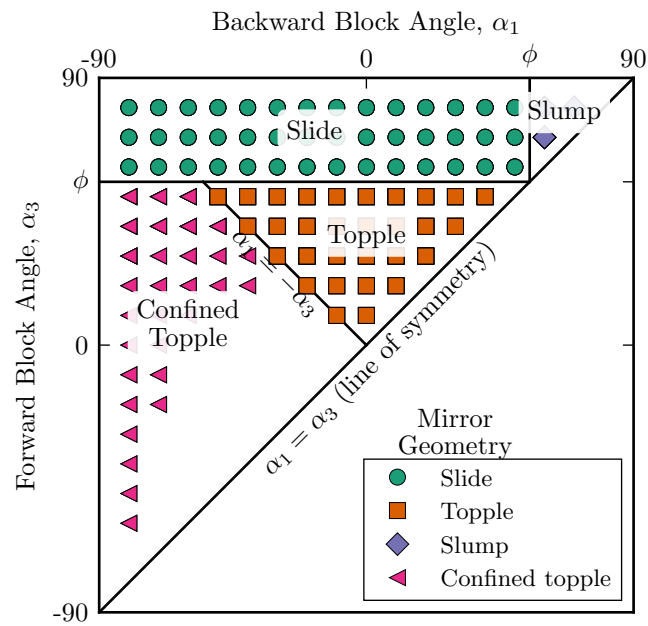 Backward Block Angle, α1
-90 0 ϕ 90
90
Slump
Slide
ϕ
Forward Block Angle, α3
Topple
α1 = −α3
Confined
Topple
0
α1 = α3 (line of symmetry)
Mirror
Geometry
Slide
Topple
Slump
Confined topple
-90